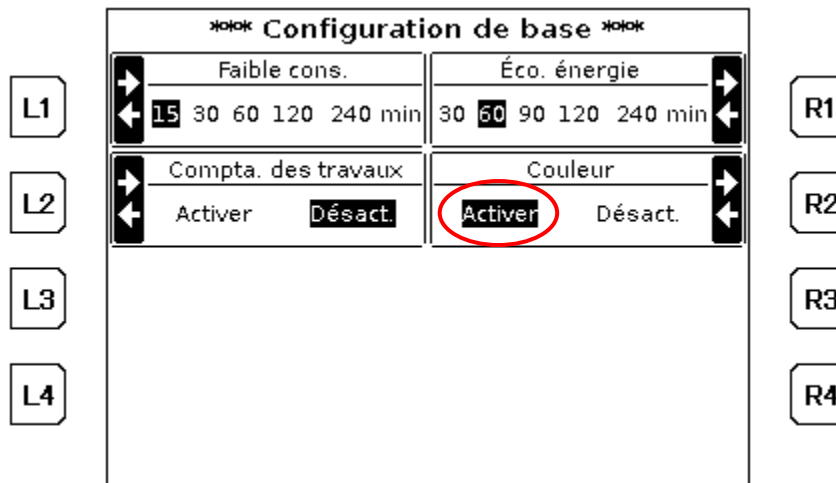 *** Configuration de base ***
Faible cons.
Éco. énergie
L1
15 30 60 120 240 min
30 60 90 120 240 min
R1
Compta. des travaux
Couleur
L2
Activer Désact.
Activer Désact.
R2
L3
R3
L4
R4